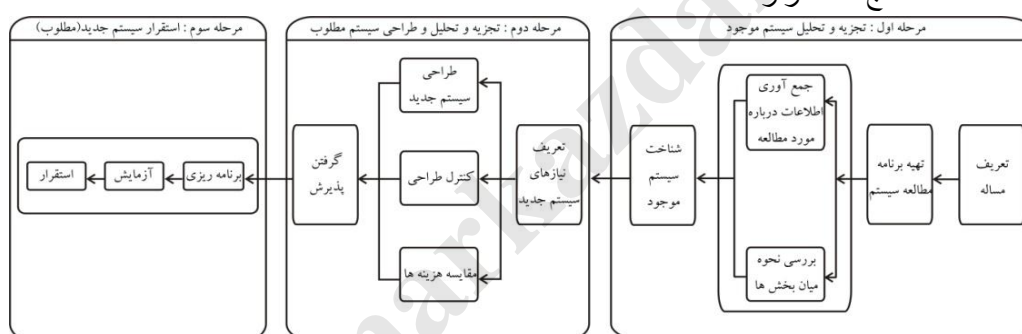 مرحله اول : تجزیه و تحلیل سیستم موجود
تعریف
مساله
تهیه برنامه
مطالعه سیستم
جمع آوری
اطلاعات درباره
مورد مطالعه
بررسی نحوه
میان بخش ها
شناخت
سیستم
موجود
مرحله دوم : تجزیه و تحلیل و طراحی سیستم مطلوب
تعریف
نیازهای
سیستم جدید
طراحی
سیستم جدید
کنترل طراحی
مقایسه هزینه ها
گرفتن
پذیرش
مرحله سوم : استقرار سیستم جدید(مطلوب)
برنامه ریزی
آزمایش
استقرار